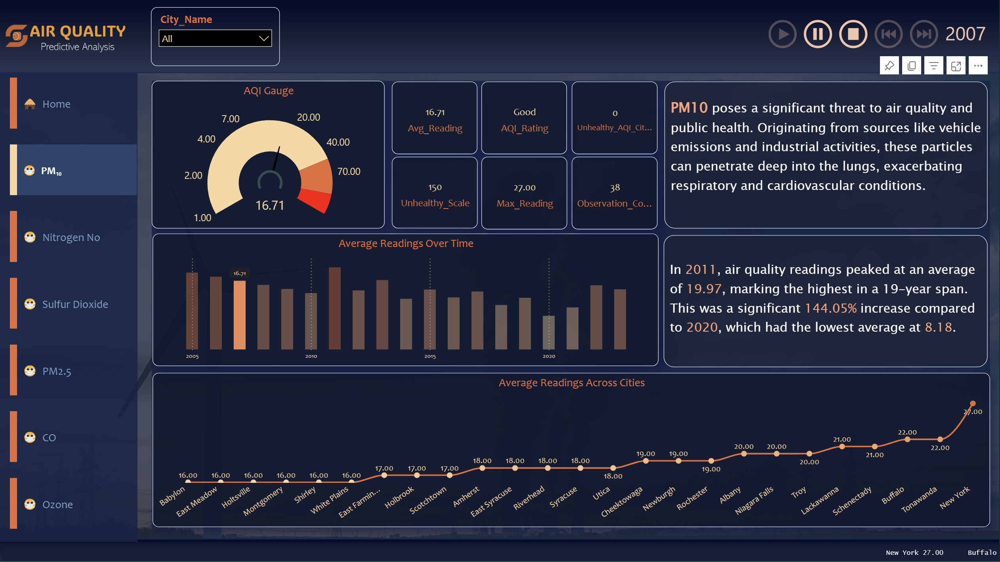 AIR QUALITY
Predictive Analysis
City_Name
All
2007
Home
PM₁₀
Nitrogen No
Sulfur Dioxide
PM2.5
CO
Ozone
AQI Gauge
1.00
2.00
4.00
7.00
20.00
40.00
70.00
16.71
16.71
Avg_Reading
Good
AQI_Rating
0
Unhealthy_AQI_Cit...
150
Unhealthy_Scale
27.00
Max_Reading
38
Observation_Co...
PM10 poses a significant threat to air quality and
public health. Originating from sources like vehicle
emissions and industrial activities, these particles
can penetrate deep into the lungs, exacerbating
respiratory and cardiovascular conditions.
Average Readings Over Time
16.71
2005
2010
2015
2020
In 2011, air quality readings peaked at an average
of 19.97, marking the highest in a 19-year span.
This was a significant 144.05% increase compared
to 2020, which had the lowest average at 8.18.
Average Readings Across Cities
16.00
16.00
16.00
16.00
16.00
16.00
17.00
17.00
17.00
18.00
18.00
18.00
18.00
18.00
19.00
19.00
19.00
20.00
20.00
20.00
21.00
21.00
22.00
22.00
27.00
Babylon
East Meadow
Holtsville
Montgomery
Shirley
White Plains
East Farmin...
Holbrook
Scotchtown
Amherst
East Syracuse
Riverhead
Syracuse
Utica
Cheektowaga
Newburgh
Rochester
Albany
Niagara Falls
Troy
Lackawanna
Schenectady
Buffalo
Tonawanda
New York
New York 27.00
Buffalo